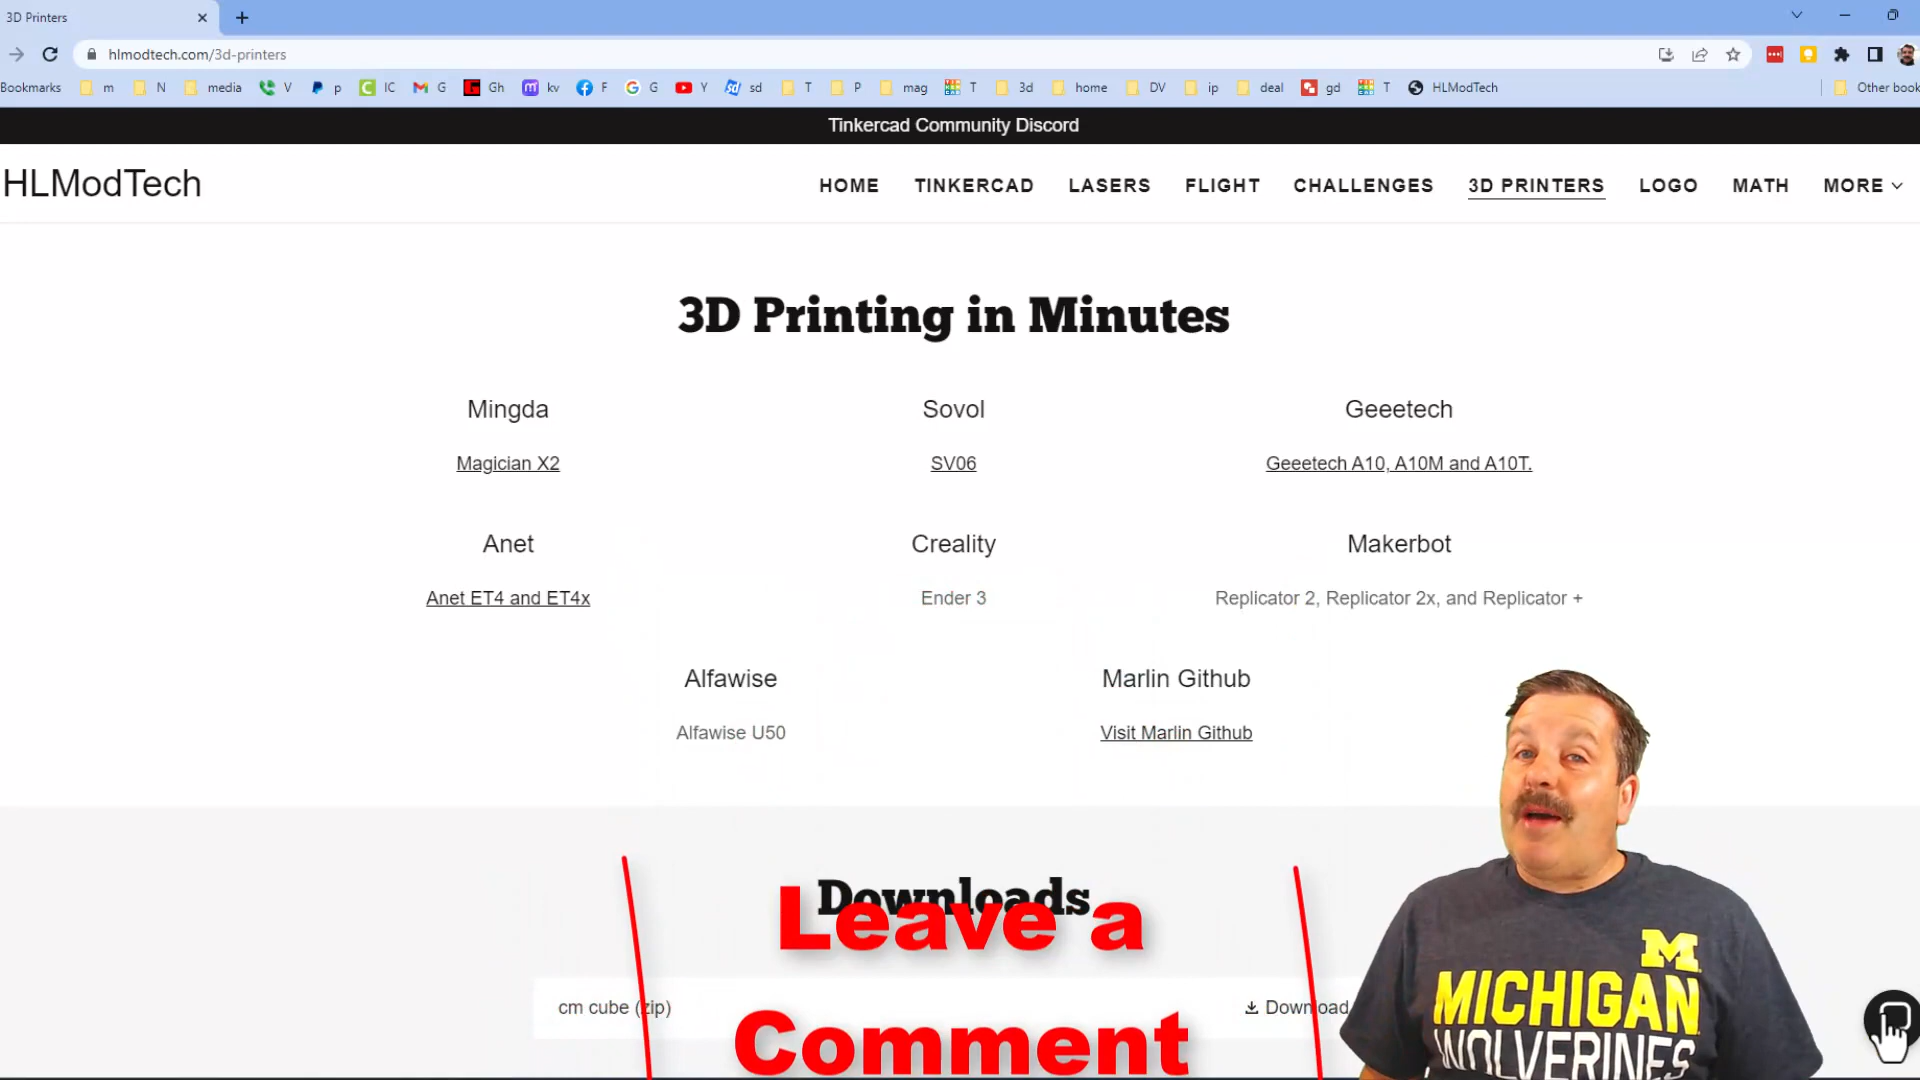 3D Printers
hlmodtech.com/3d-printers
Bookmarks m N media V p IC G Gh kv F G Y sd T P mag T 3d home DV ip deal gd T HLModTech Other book
Tinkercad Community Discord
HLModTech HOME TINKERCAD LASERS FLIGHT CHALLENGES 3D PRINTERS LOGO MATH MORE
3D Printing in Minutes
Mingda Sovol Geeetech
Magician X2 SV06 Geeetech A10, A10M and A10T.
Anet Creality Makerbot
Anet ET4 and ET4x Ender 3 Replicator 2, Replicator 2x, and Replicator +
Alfawise Marlin Github
Alfawise U50 Visit Marlin Github
Downloads
Leave a
cm cube (zip) Download
Comment
M
MICHIGAN
WOLVERINES